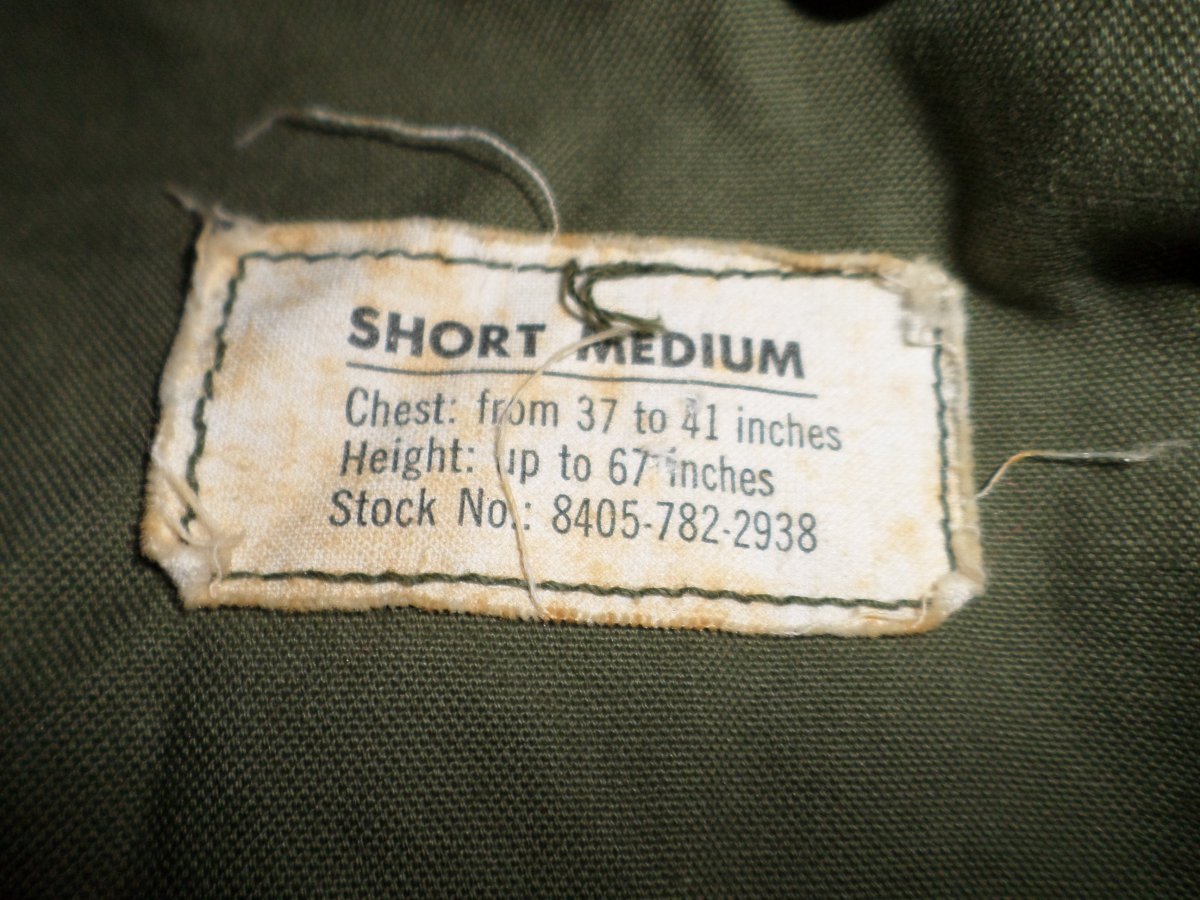 SHORT MEDIUM
Chest: from 37 to 41 inches
Height: up to 67 inches
Stock No.: 8405-782-2938